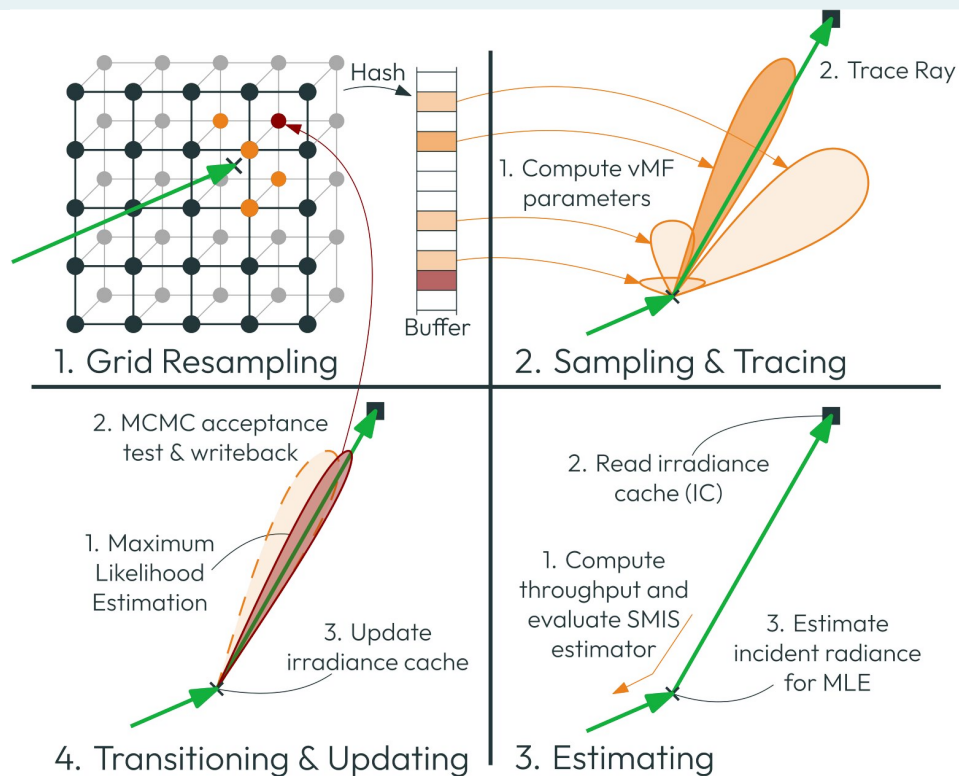 Hash
Buffer
1. Grid Resampling
2. Trace Ray
1. Compute vMF
parameters
2. Sampling & Tracing
2. MCMC acceptance
test & writeback
1. Maximum
Likelihood
Estimation
3. Update
irradiance cache
4. Transitioning & Updating
2. Read irradiance
cache (IC)
1. Compute
throughput and
evaluate SMIS
estimator
3. Estimate
incident radiance
for MLE
3. Estimating